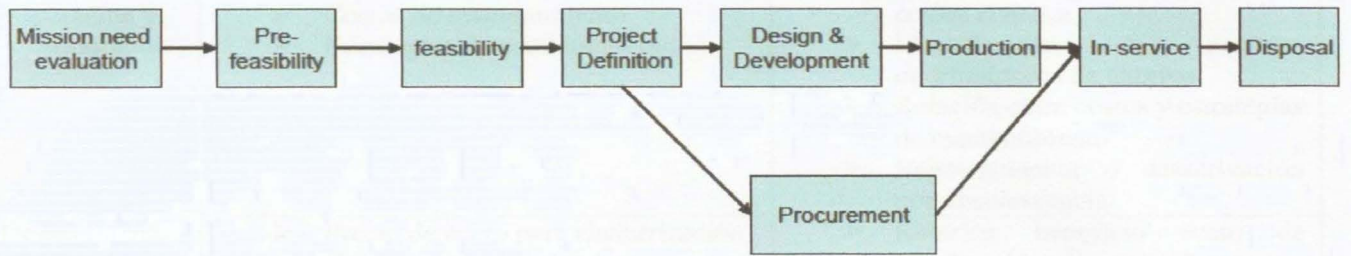 Mission need
evaluation
Pre-
feasibility
feasibility
Project
Definition
Design &
Development
Production
In-service
Disposal
Procurement